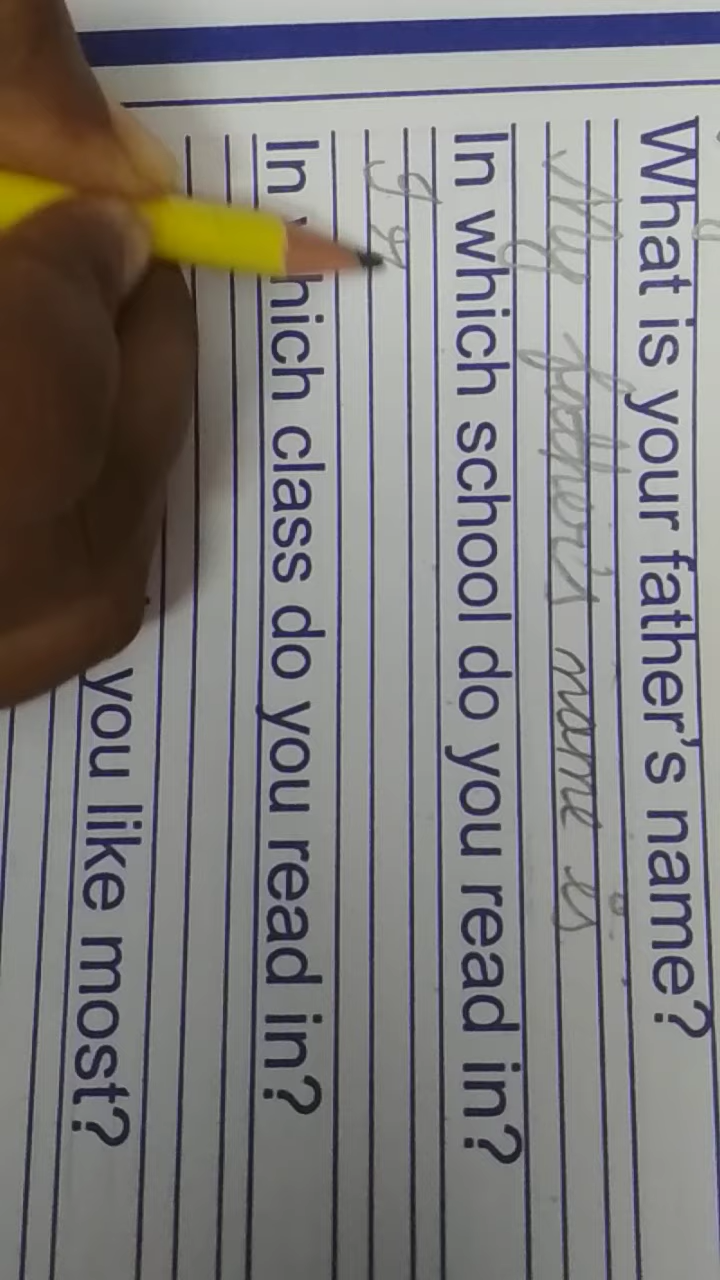 What is your father's name?
My father's name is
In which school do you read in?
I
In which class do you read in?
you like most?